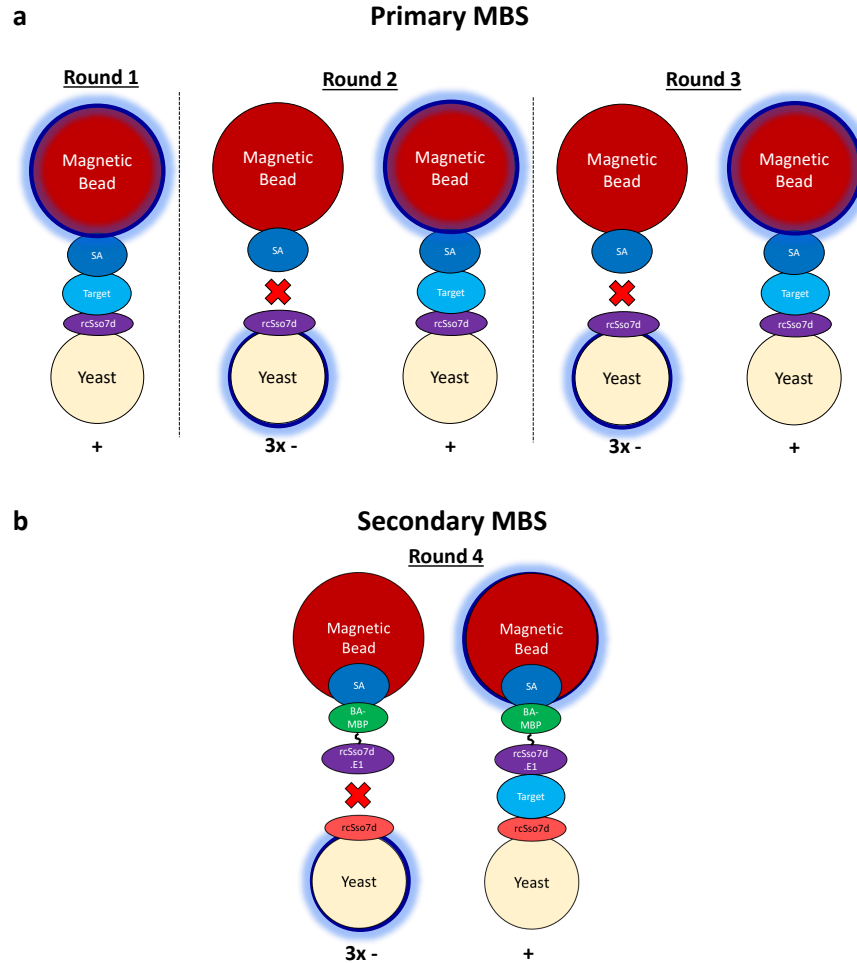 a
Primary MBS
Round 1
Round 2
Round 3
Magnetic
Bead
Magnetic
Bead
Magnetic
Bead
Magnetic
Bead
Magnetic
Bead
SA
SA
SA
SA
SA
Target
Target
Target
rcSso7d
rcSso7d
rcSso7d
rcSso7d
rcSso7d
Yeast
Yeast
Yeast
Yeast
Yeast
+
3x -
+
3x -
+
b
Secondary MBS
Round 4
Magnetic
Bead
Magnetic
Bead
SA
SA
BA-
MBP
BA-
MBP
rcSso7d
.E1
rcSso7d
.E1
Target
rcSso7d
rcSso7d
Yeast
Yeast
3x -
+